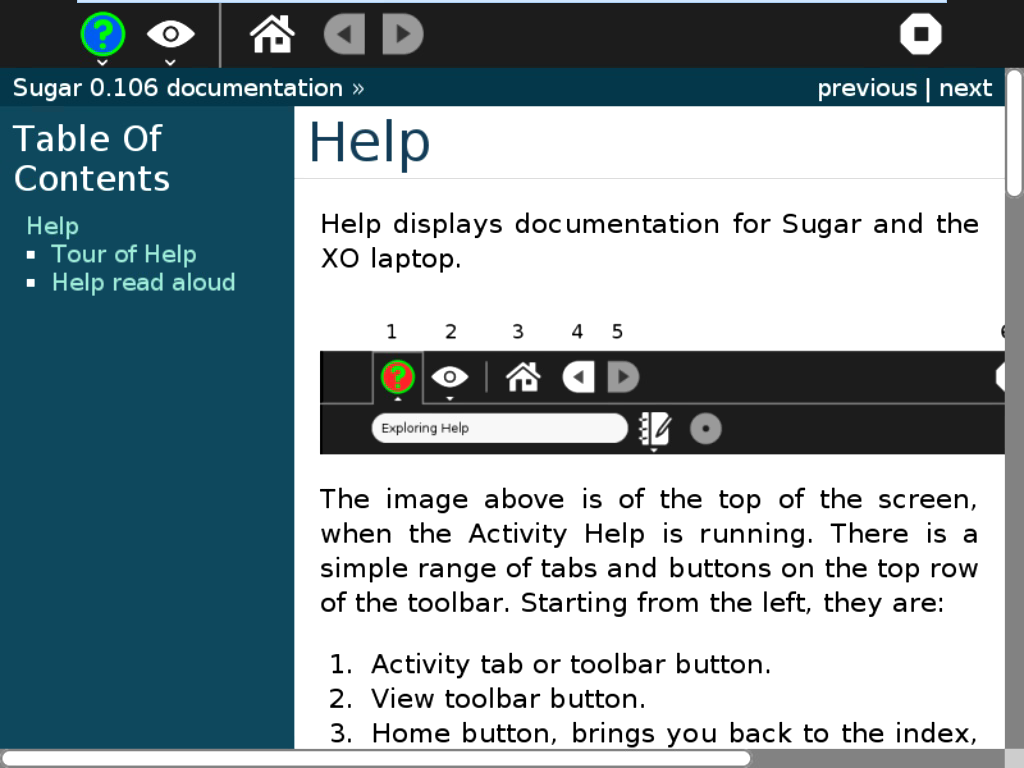 Sugar 0.106 documentation »
previous | next
Table Of
Contents
Help
Tour of Help
Help read aloud
Help
Help displays documentation for Sugar and the
XO laptop.
1 2 3 4 5
Exploring Help
The image above is of the top of the screen,
when the Activity Help is running. There is a
simple range of tabs and buttons on the top row
of the toolbar. Starting from the left, they are:
1. Activity tab or toolbar button.
2. View toolbar button.
3. Home button, brings you back to the index,